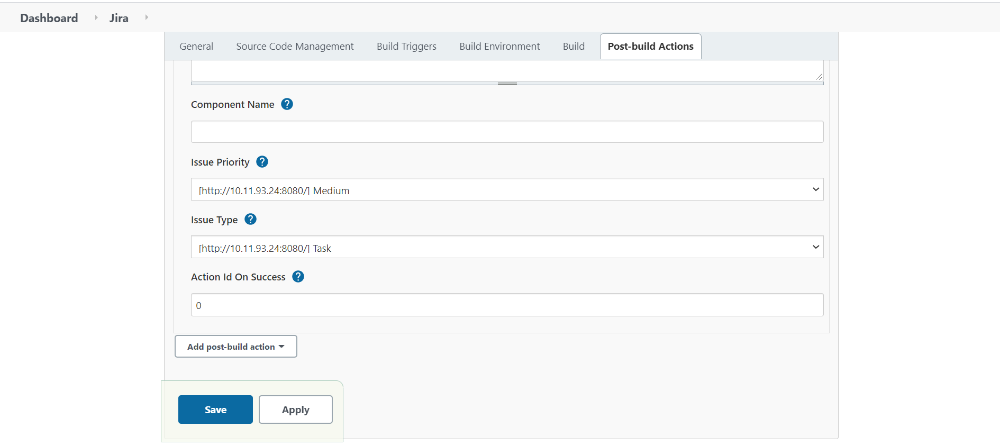 Dashboard Jira
General Source Code Management Build Triggers Build Environment Build Post-build Actions
Component Name ?
Issue Priority ?
[http://10.11.93.24:8080/] Medium
Issue Type ?
[http://10.11.93.24:8080/] Task
Action Id On Success ?
0
Add post-build action
Save Apply